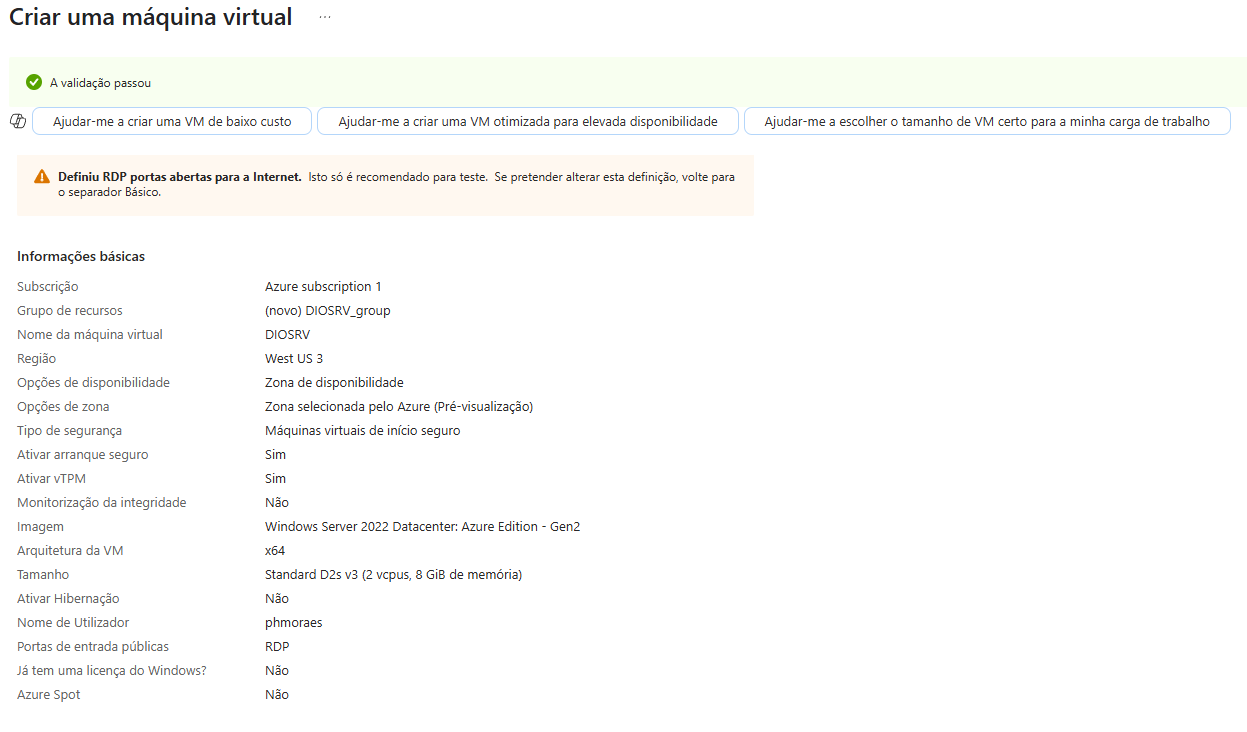 Criar uma máquina virtual ...
A validação passou
Ajudar-me a criar uma VM de baixo custo
Ajudar-me a criar uma VM otimizada para elevada disponibilidade
Ajudar-me a escolher o tamanho de VM certo para a minha carga de trabalho
Definiu RDP portas abertas para a Internet. Isto só é recomendado para teste. Se pretender alterar esta definição, volte para
o separador Básico.
Informações básicas
Subscrição Azure subscription 1
Grupo de recursos (novo) DIOSRV_group
Nome da máquina virtual DIOSRV
Região West US 3
Opções de disponibilidade Zona de disponibilidade
Opções de zona Zona selecionada pelo Azure (Pré-visualização)
Tipo de segurança Máquinas virtuais de início seguro
Ativar arranque seguro Sim
Ativar vTPM Sim
Monitorização da integridade Não
Imagem Windows Server 2022 Datacenter: Azure Edition - Gen2
Arquitetura da VM x64
Tamanho Standard D2s v3 (2 vcpus, 8 GiB de memória)
Ativar Hibernação Não
Nome de Utilizador phmoraes
Portas de entrada públicas RDP
Já tem uma licença do Windows? Não
Azure Spot Não